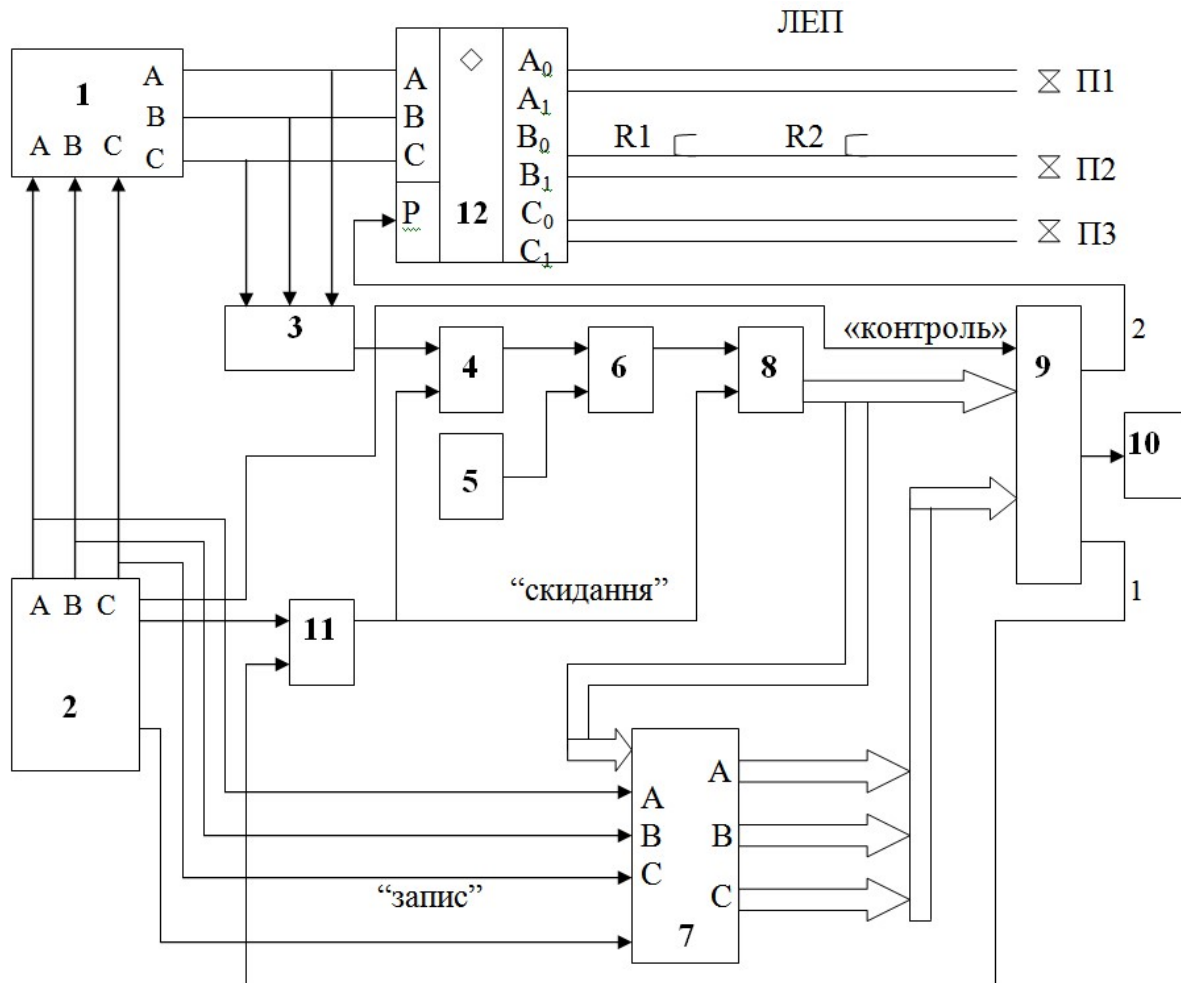 ЛЕП
1
A
B
C
A B C
A
B
C
P
◇
12
A₀
A₁
B₀
B₁
C₀
C₁
R1
R2
П1
П2
П3
3
4
5
6
8
«контроль»
9
2
10
1
A B C
2
11
“скидання”
“запис”
A
B
C
A
B
C
7